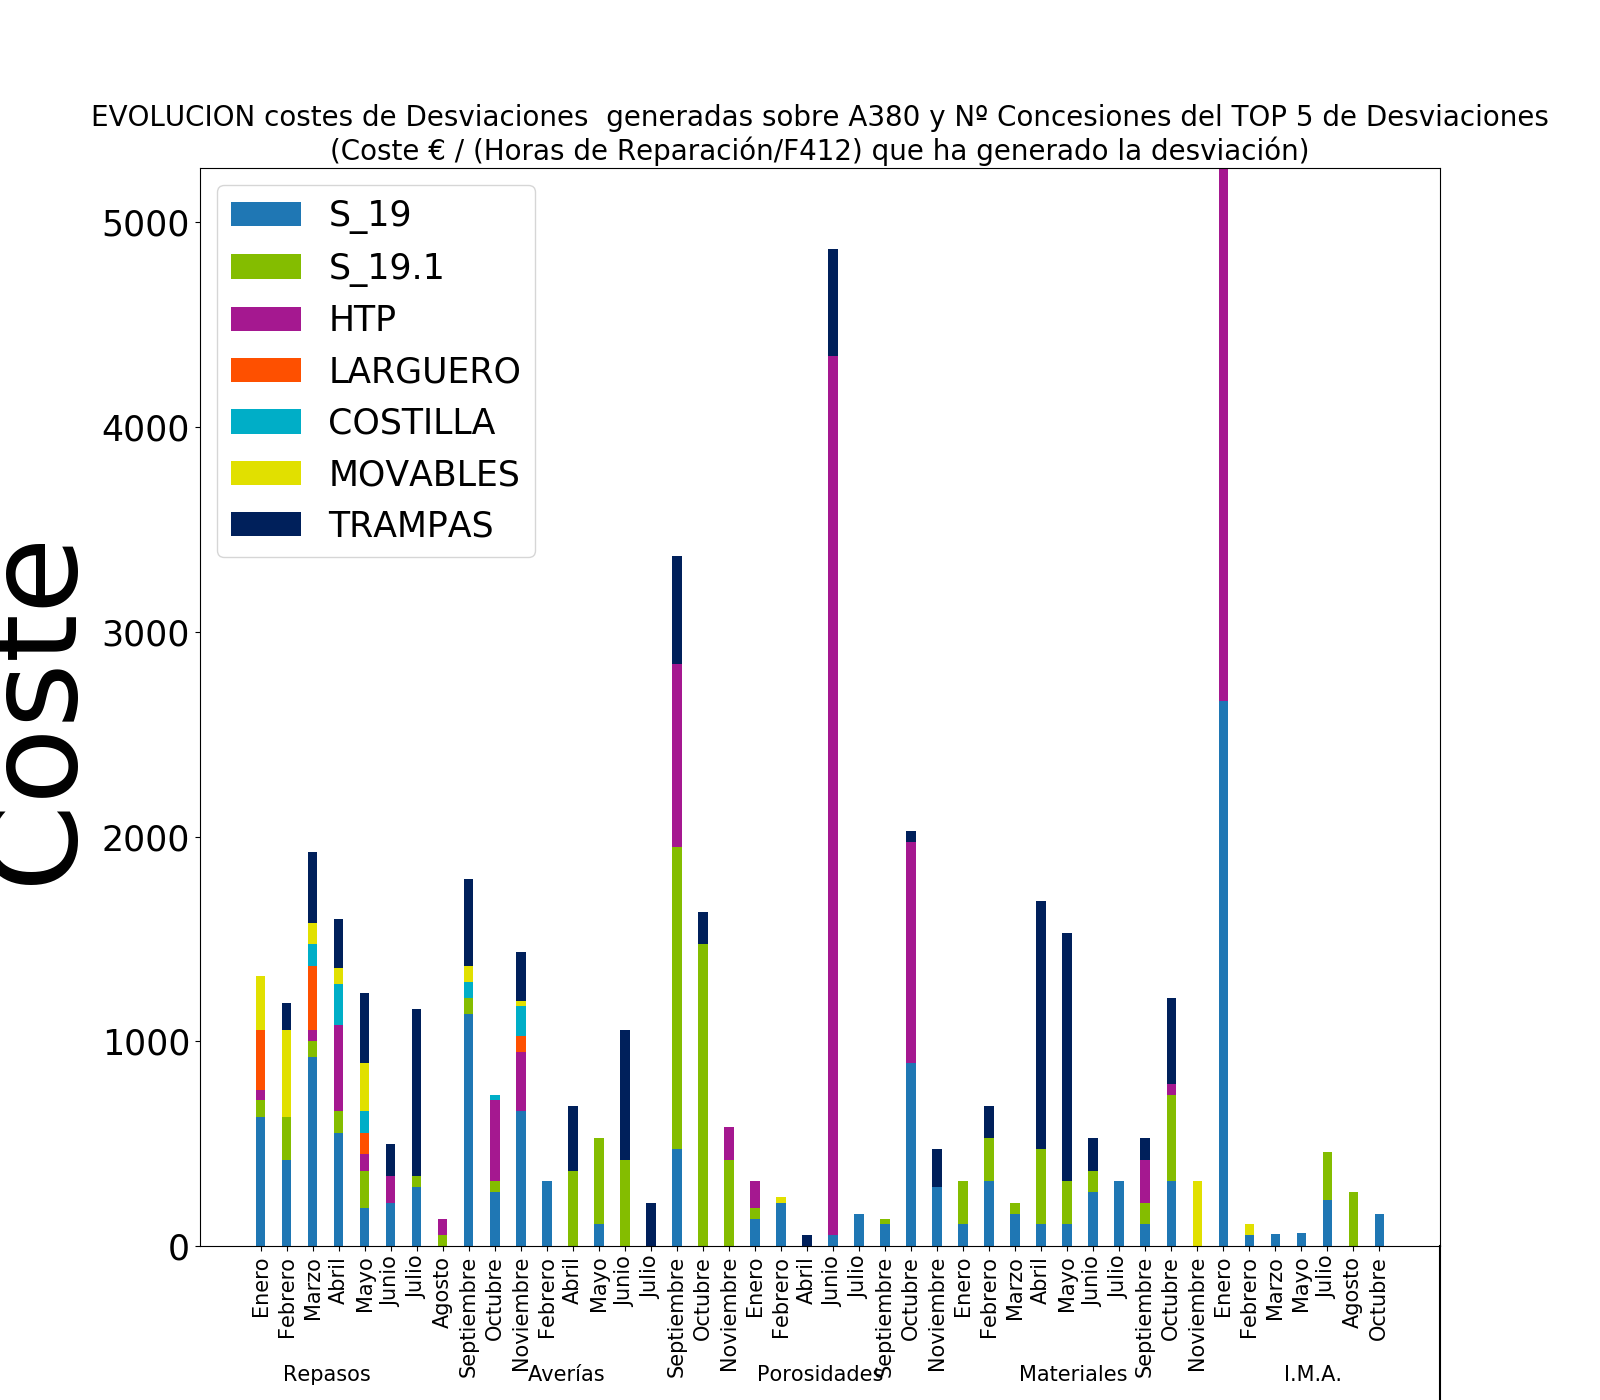 EVOLUCION costes de Desviaciones  generadas sobre A380 y Nº Concesiones del TOP 5 de Desviaciones
(Coste € / (Horas de Reparación/F412) que ha generado la desviación)
S_19
S_19.1
HTP
LARGUERO
COSTILLA
MOVABLES
TRAMPAS
Coste
5000
4000
3000
2000
1000
0
Enero
Febrero
Marzo
Abril
Mayo
Junio
Julio
Agosto
Septiembre
Octubre
Noviembre
Febrero
Abril
Mayo
Junio
Julio
Septiembre
Octubre
Noviembre
Enero
Febrero
Abril
Junio
Julio
Septiembre
Octubre
Noviembre
Enero
Febrero
Marzo
Abril
Mayo
Junio
Julio
Septiembre
Octubre
Noviembre
Enero
Febrero
Marzo
Mayo
Julio
Agosto
Octubre
Repasos
Averías
Porosidades
Materiales
I.M.A.